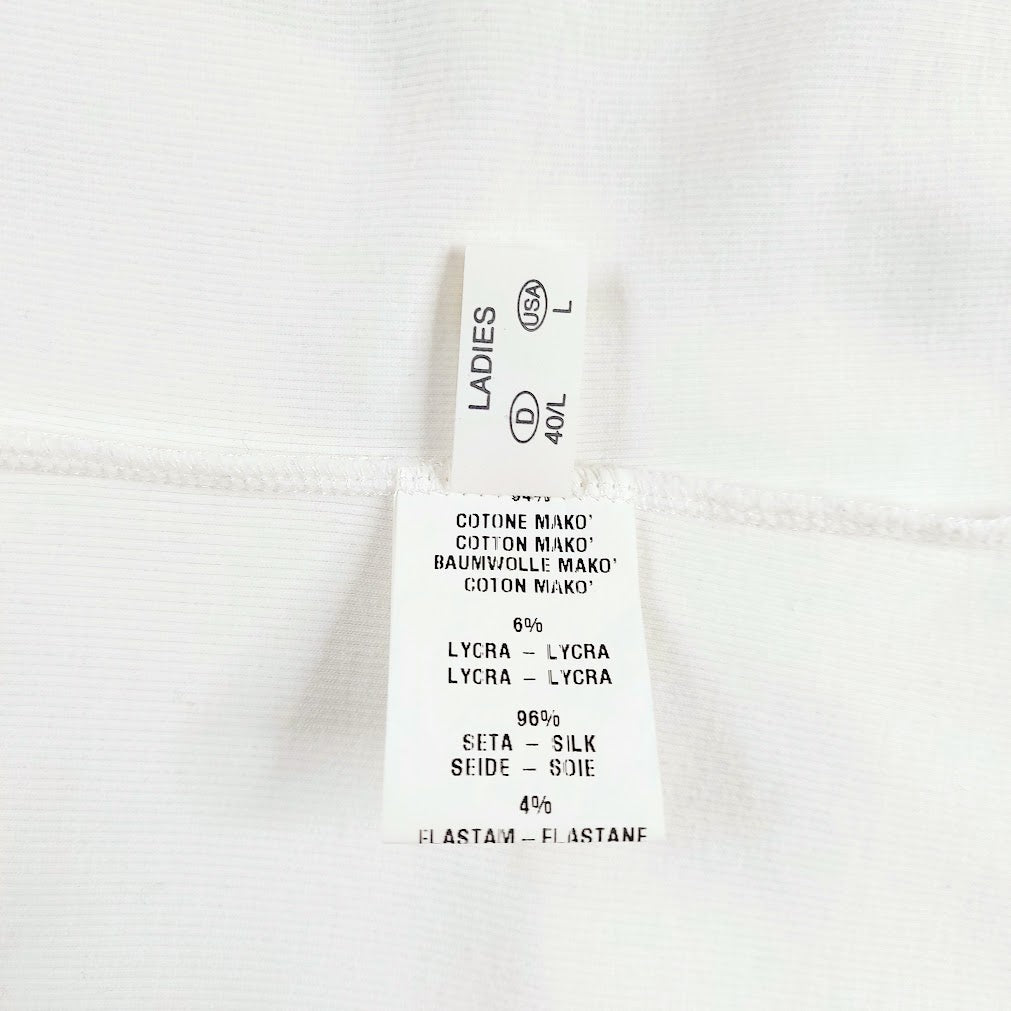 LADIES
D USA
40/L L
94%
COTONE MAKO'
COTTON MAKO'
BAUMWOLLE MAKO'
COTON MAKO'
6%
LYCRA – LYCRA
LYCRA – LYCRA
96%
SETA – SILK
SEIDE – SOIE
4%
ELASTAM – ELASTANE